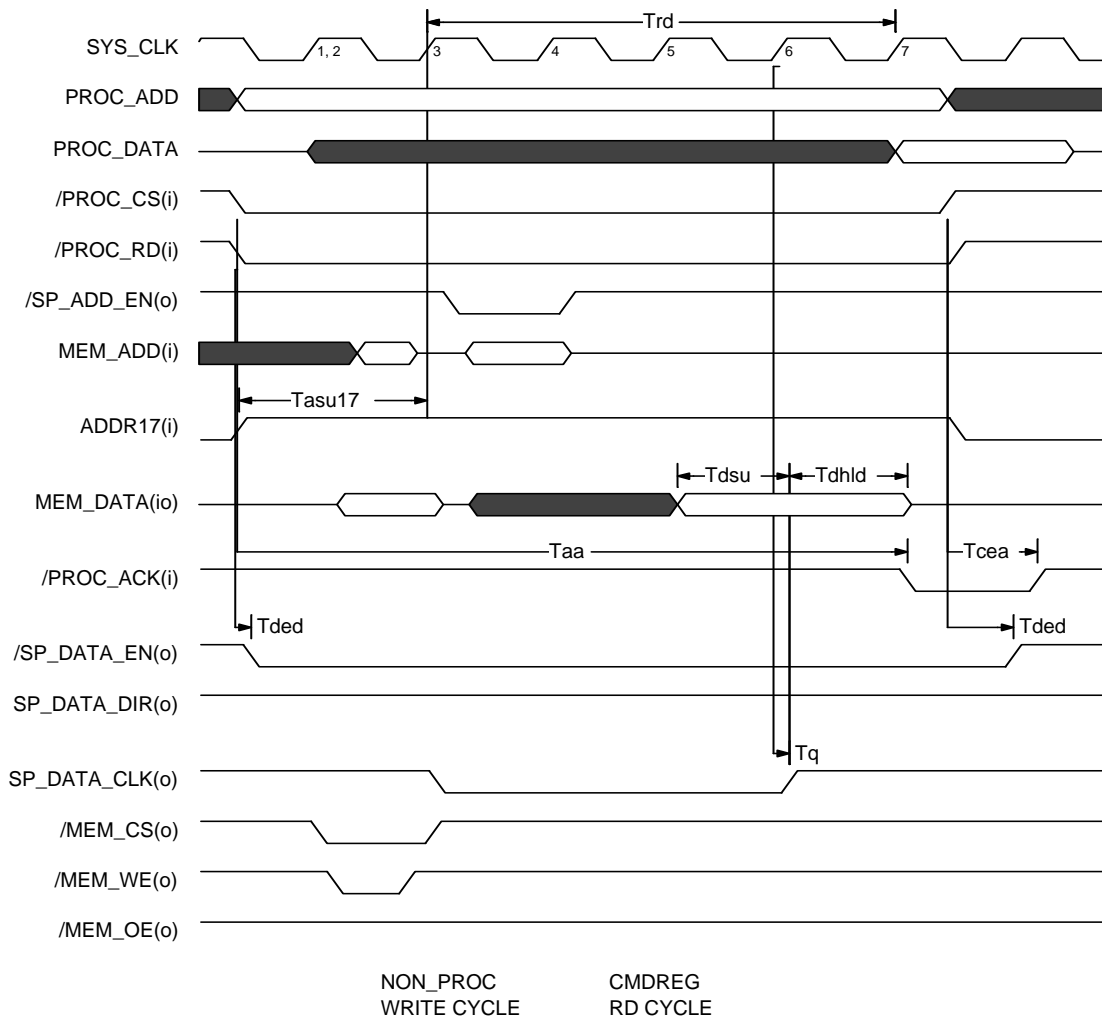 Trd
SYS_CLK
1, 2
3
4
5
6
7
PROC_ADD
PROC_DATA
/PROC_CS(i)
/PROC_RD(i)
/SP_ADD_EN(o)
MEM_ADD(i)
Tasu17
ADDR17(i)
Tdsu
Tdhld
MEM_DATA(io)
Taa
Tcea
/PROC_ACK(i)
Tded
Tded
/SP_DATA_EN(o)
SP_DATA_DIR(o)
Tq
SP_DATA_CLK(o)
/MEM_CS(o)
/MEM_WE(o)
/MEM_OE(o)
NON_PROC
WRITE CYCLE
CMDREG
RD CYCLE